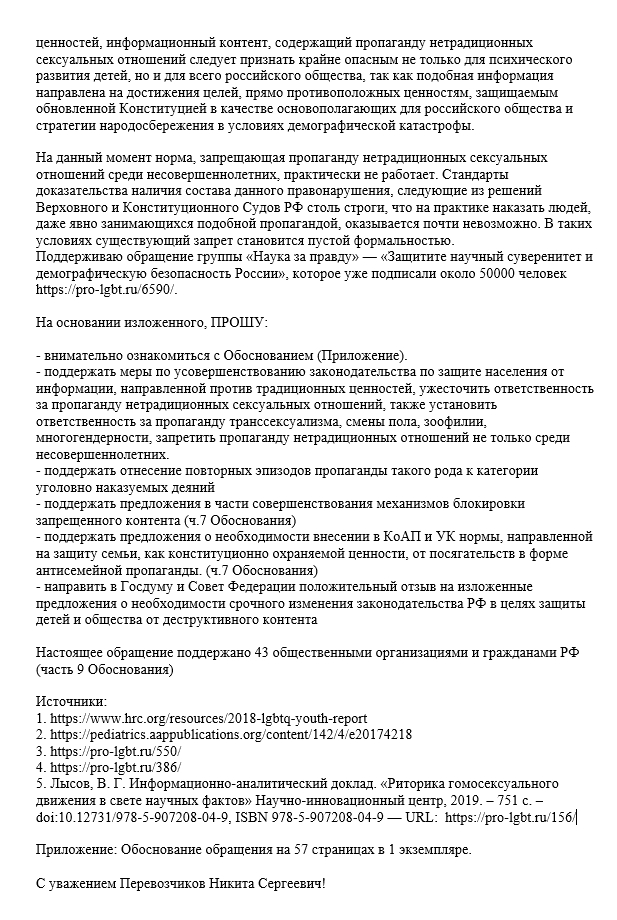 ценностей, информационный контент, содержащий пропаганду нетрадиционных
сексуальных отношений следует признать крайне опасным не только для психического
развития детей, но и для всего российского общества, так как подобная информация
направлена на достижения целей, прямо противоположных ценностям, защищаемым
обновленной Конституцией в качестве основополагающих для российского общества и
стратегии народосбережения в условиях демографической катастрофы.
На данный момент норма, запрещающая пропаганду нетрадиционных сексуальных
отношений среди несовершеннолетних, практически не работает. Стандарты
доказательства наличия состава данного правонарушения, следующие из решений
Верховного и Конституционного Судов РФ столь строги, что на практике наказать людей,
даже явно занимающихся подобной пропагандой, оказывается почти невозможно. В таких
условиях существующий запрет становится пустой формальностью.
Поддерживаю обращение группы «Наука за правду» — «Защитите научный суверенитет и
демографическую безопасность России», которое уже подписали около 50000 человек
https://pro-lgbt.ru/6590/.
На основании изложенного, ПРОШУ:
- внимательно ознакомиться с Обоснованием (Приложение).
- поддержать меры по усовершенствованию законодательства по защите населения от
информации, направленной против традиционных ценностей, ужесточить ответственность
за пропаганду нетрадиционных сексуальных отношений, также установить
ответственность за пропаганду транссексуализма, смены пола, зоофилии,
многогендерности, запретить пропаганду нетрадиционных отношений не только среди
несовершеннолетних.
- поддержать отнесение повторных эпизодов пропаганды такого рода к категории
уголовно наказуемых деяний
- поддержать предложения в части совершенствования механизмов блокировки
запрещенного контента (ч.7 Обоснования)
- поддержать предложения о необходимости внесении в КоАП и УК нормы, направленной
на защиту семьи, как конституционно охраняемой ценности, от посягательств в форме
антисемейной пропаганды. (ч.7 Обоснования)
- направить в Госдуму и Совет Федерации положительный отзыв на изложенные
предложения о необходимости срочного изменения законодательства РФ в целях защиты
детей и общества от деструктивного контента
Настоящее обращение поддержано 43 общественными организациями и гражданами РФ
(часть 9 Обоснования)
Источники:
1. https://www.hrc.org/resources/2018-lgbtq-youth-report
2. https://pediatrics.aappublications.org/content/142/4/e20174218
3. https://pro-lgbt.ru/550/
4. https://pro-lgbt.ru/386/
5. Лысов, В. Г. Информационно-аналитический доклад. «Риторика гомосексуального
движения в свете научных фактов» Научно-инновационный центр, 2019. – 751 с. –
doi:10.12731/978-5-907208-04-9, ISBN 978-5-907208-04-9 — URL: https://pro-lgbt.ru/156/
Приложение: Обоснование обращения на 57 страницах в 1 экземпляре.
С уважением Перевозчиков Никита Сергеевич!